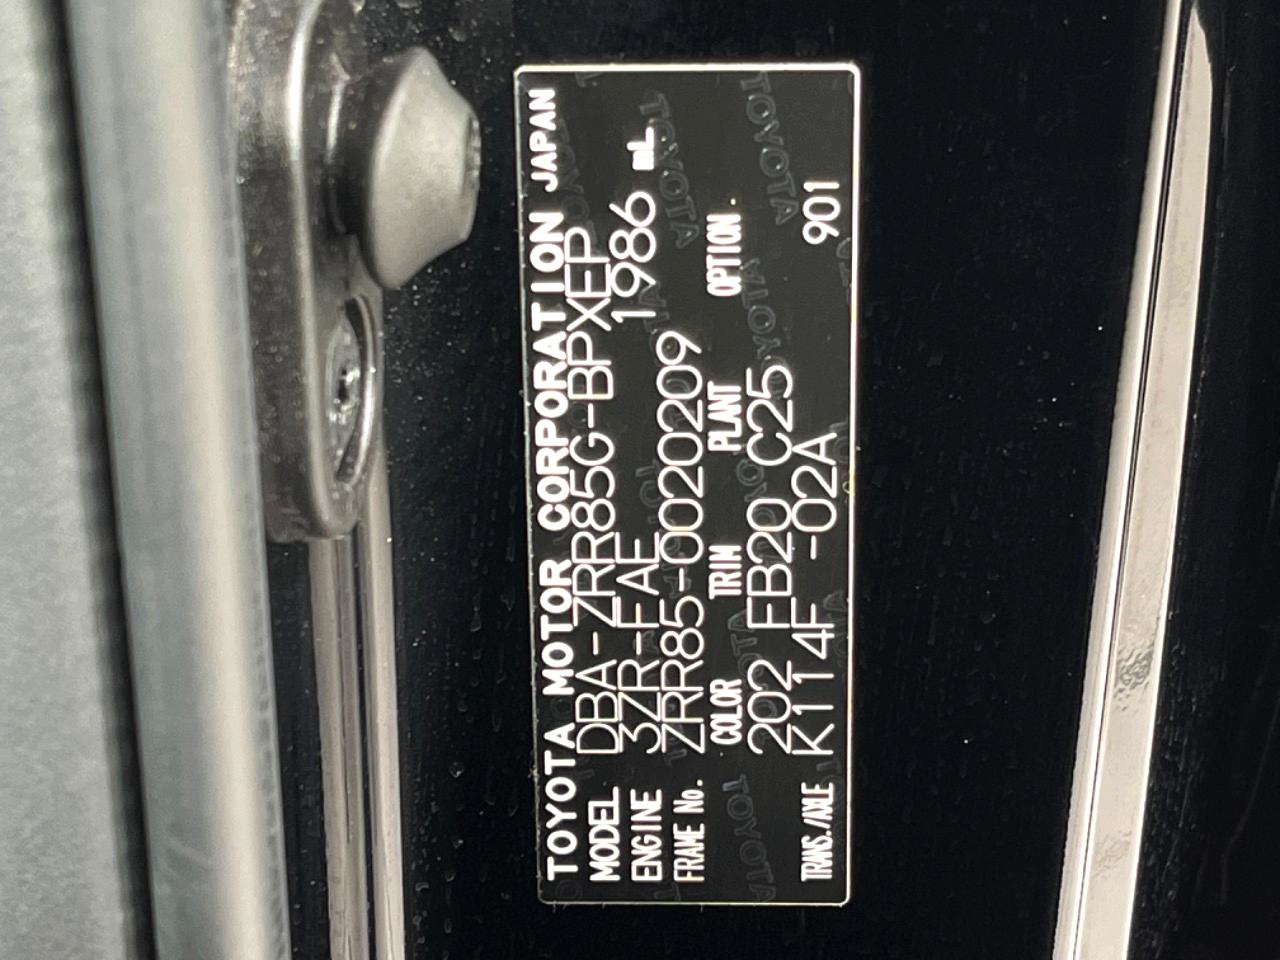 TOYOTA MOTOR CORPORATION JAPAN
MODEL DBA-ZRR85G-BPXEP
ENGINE 3ZR-FAE 1986 mL
FRAME No. ZRR85-0020209
COLOR TRIM PLANT OPTION.
202 FB20 C25
TRANS./AXLE K114F -02A 901